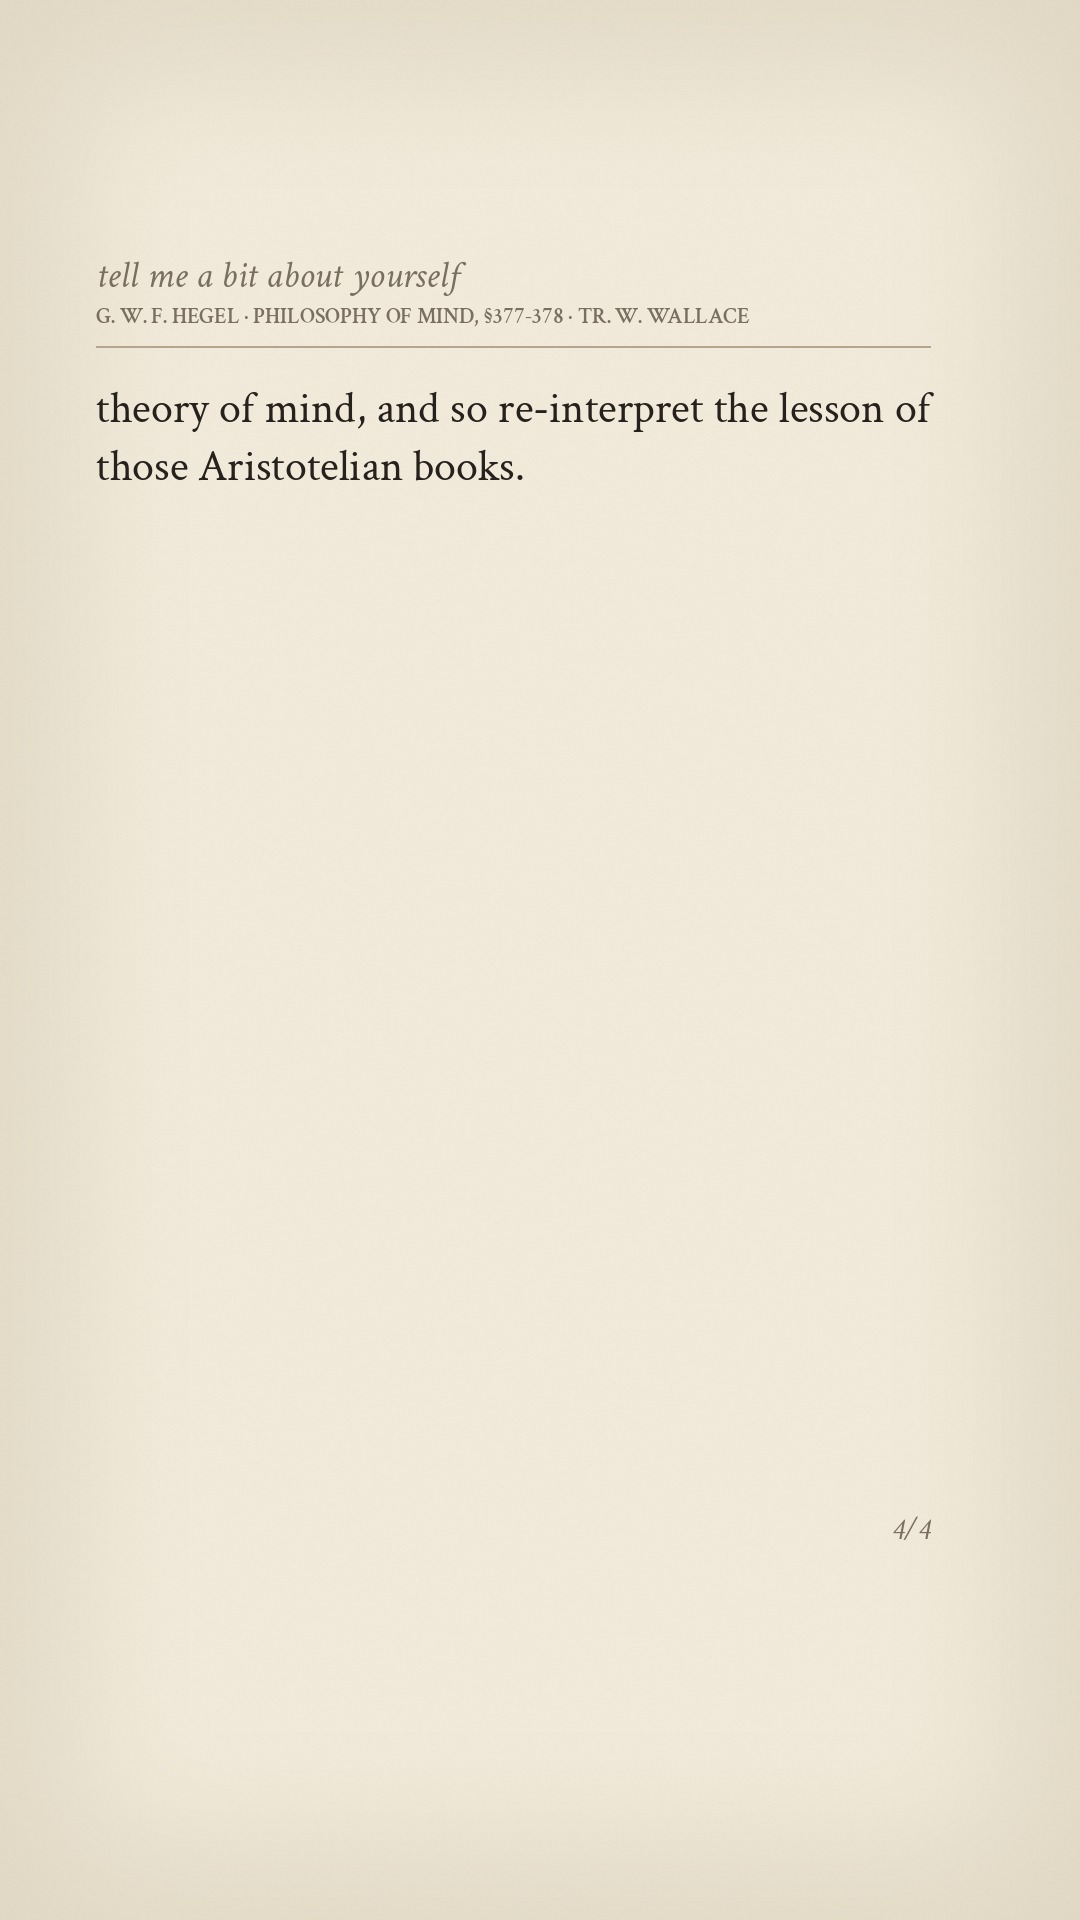 tell me a bit about yourself
G. W. F. HEGEL · PHILOSOPHY OF MIND, §377-378 · TR. W. WALLACE
theory of mind, and so re-interpret the lesson of
those Aristotelian books.
4/4